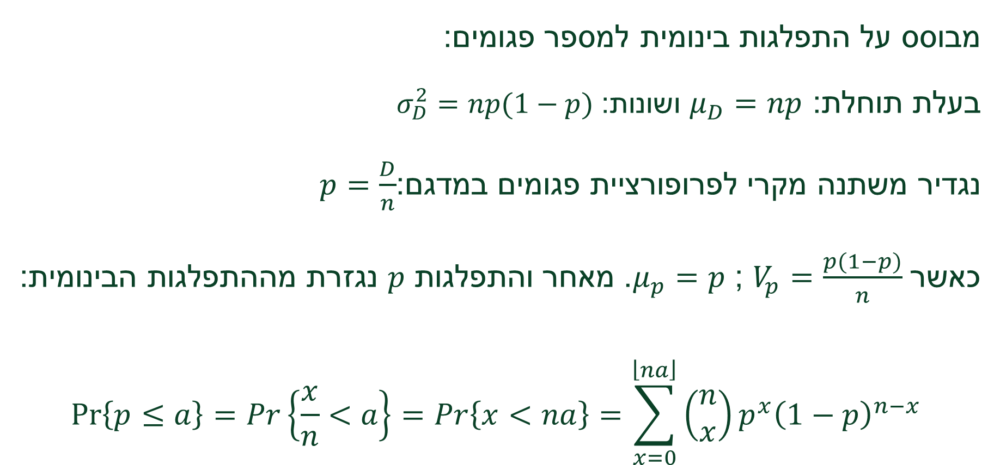 מבוסס על התפלגות בינומית למספר פגומים:
בעלת תוחלת: $\mu_D = np$ ושונות: $\sigma_D^2 = np(1-p)$
נגדיר משתנה מקרי לפרופורציית פגומים במדגם: $p = \frac{D}{n}$
כאשר $\mu_p = p \; ; \; V_p = \frac{p(1-p)}{n}$. מאחר והתפלגות $p$ נגזרת מההתפלגות הבינומית:
$\Pr\{p \leq a\} = Pr\left\{\frac{x}{n} < a\right\} = Pr\{x < na\} = \sum_{x=0}^{\lfloor na \rfloor} \binom{n}{x} p^x (1-p)^{n-x}$